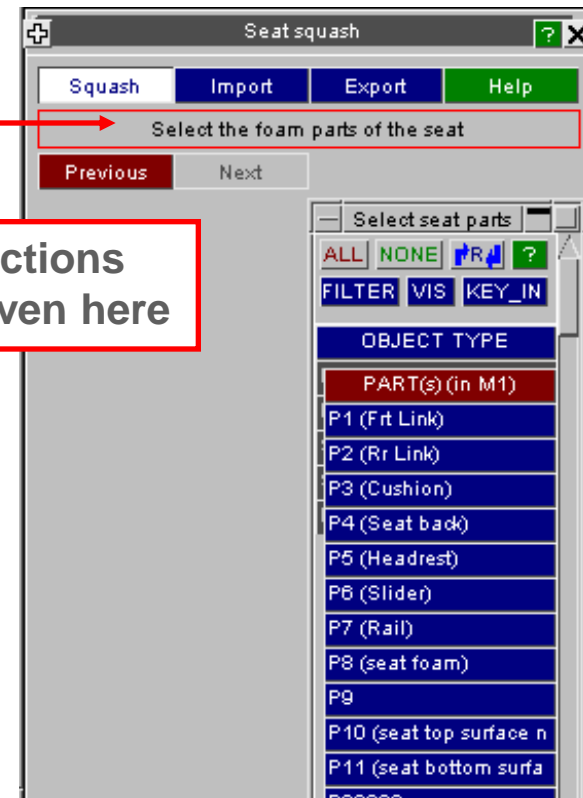 Seat squash ? X
Squash Import Export Help
Select the foam parts of the seat
Previous Next
ctions
ven here
Select seat parts
ALL NONE R ?
FILTER VIS KEY_IN
OBJECT TYPE
PART(s) (in M1)
P1 (Frt Link)
P2 (Rr Link)
P3 (Cushion)
P4 (Seat back)
P5 (Headrest)
P6 (Slider)
P7 (Rail)
P8 (seat foam)
P9
P10 (seat top surface n
P11 (seat bottom surfa